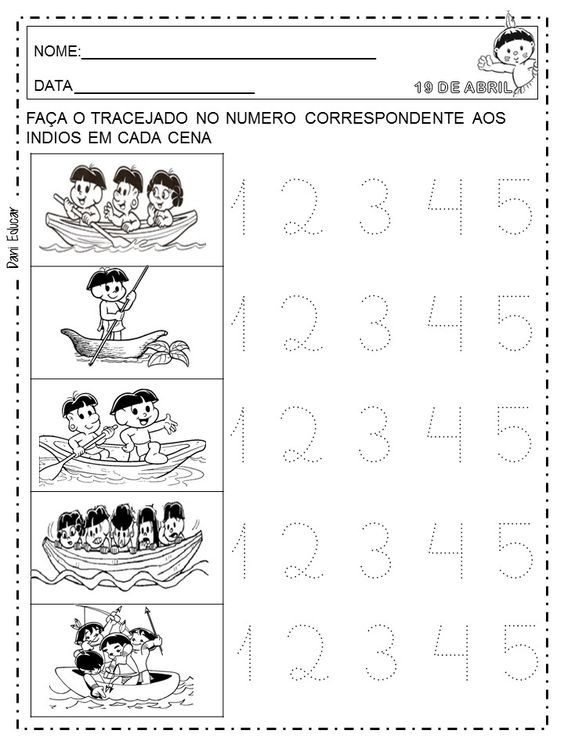 NOME:
DATA
19 DE ABRIL
FAÇA O TRACEJADO NO NUMERO CORRESPONDENTE AOS
INDIOS EM CADA CENA
Dani Educar
1 2 3 4 5
1 2 3 4 5
1 2 3 4 5
1 2 3 4 5
1 2 3 4 5